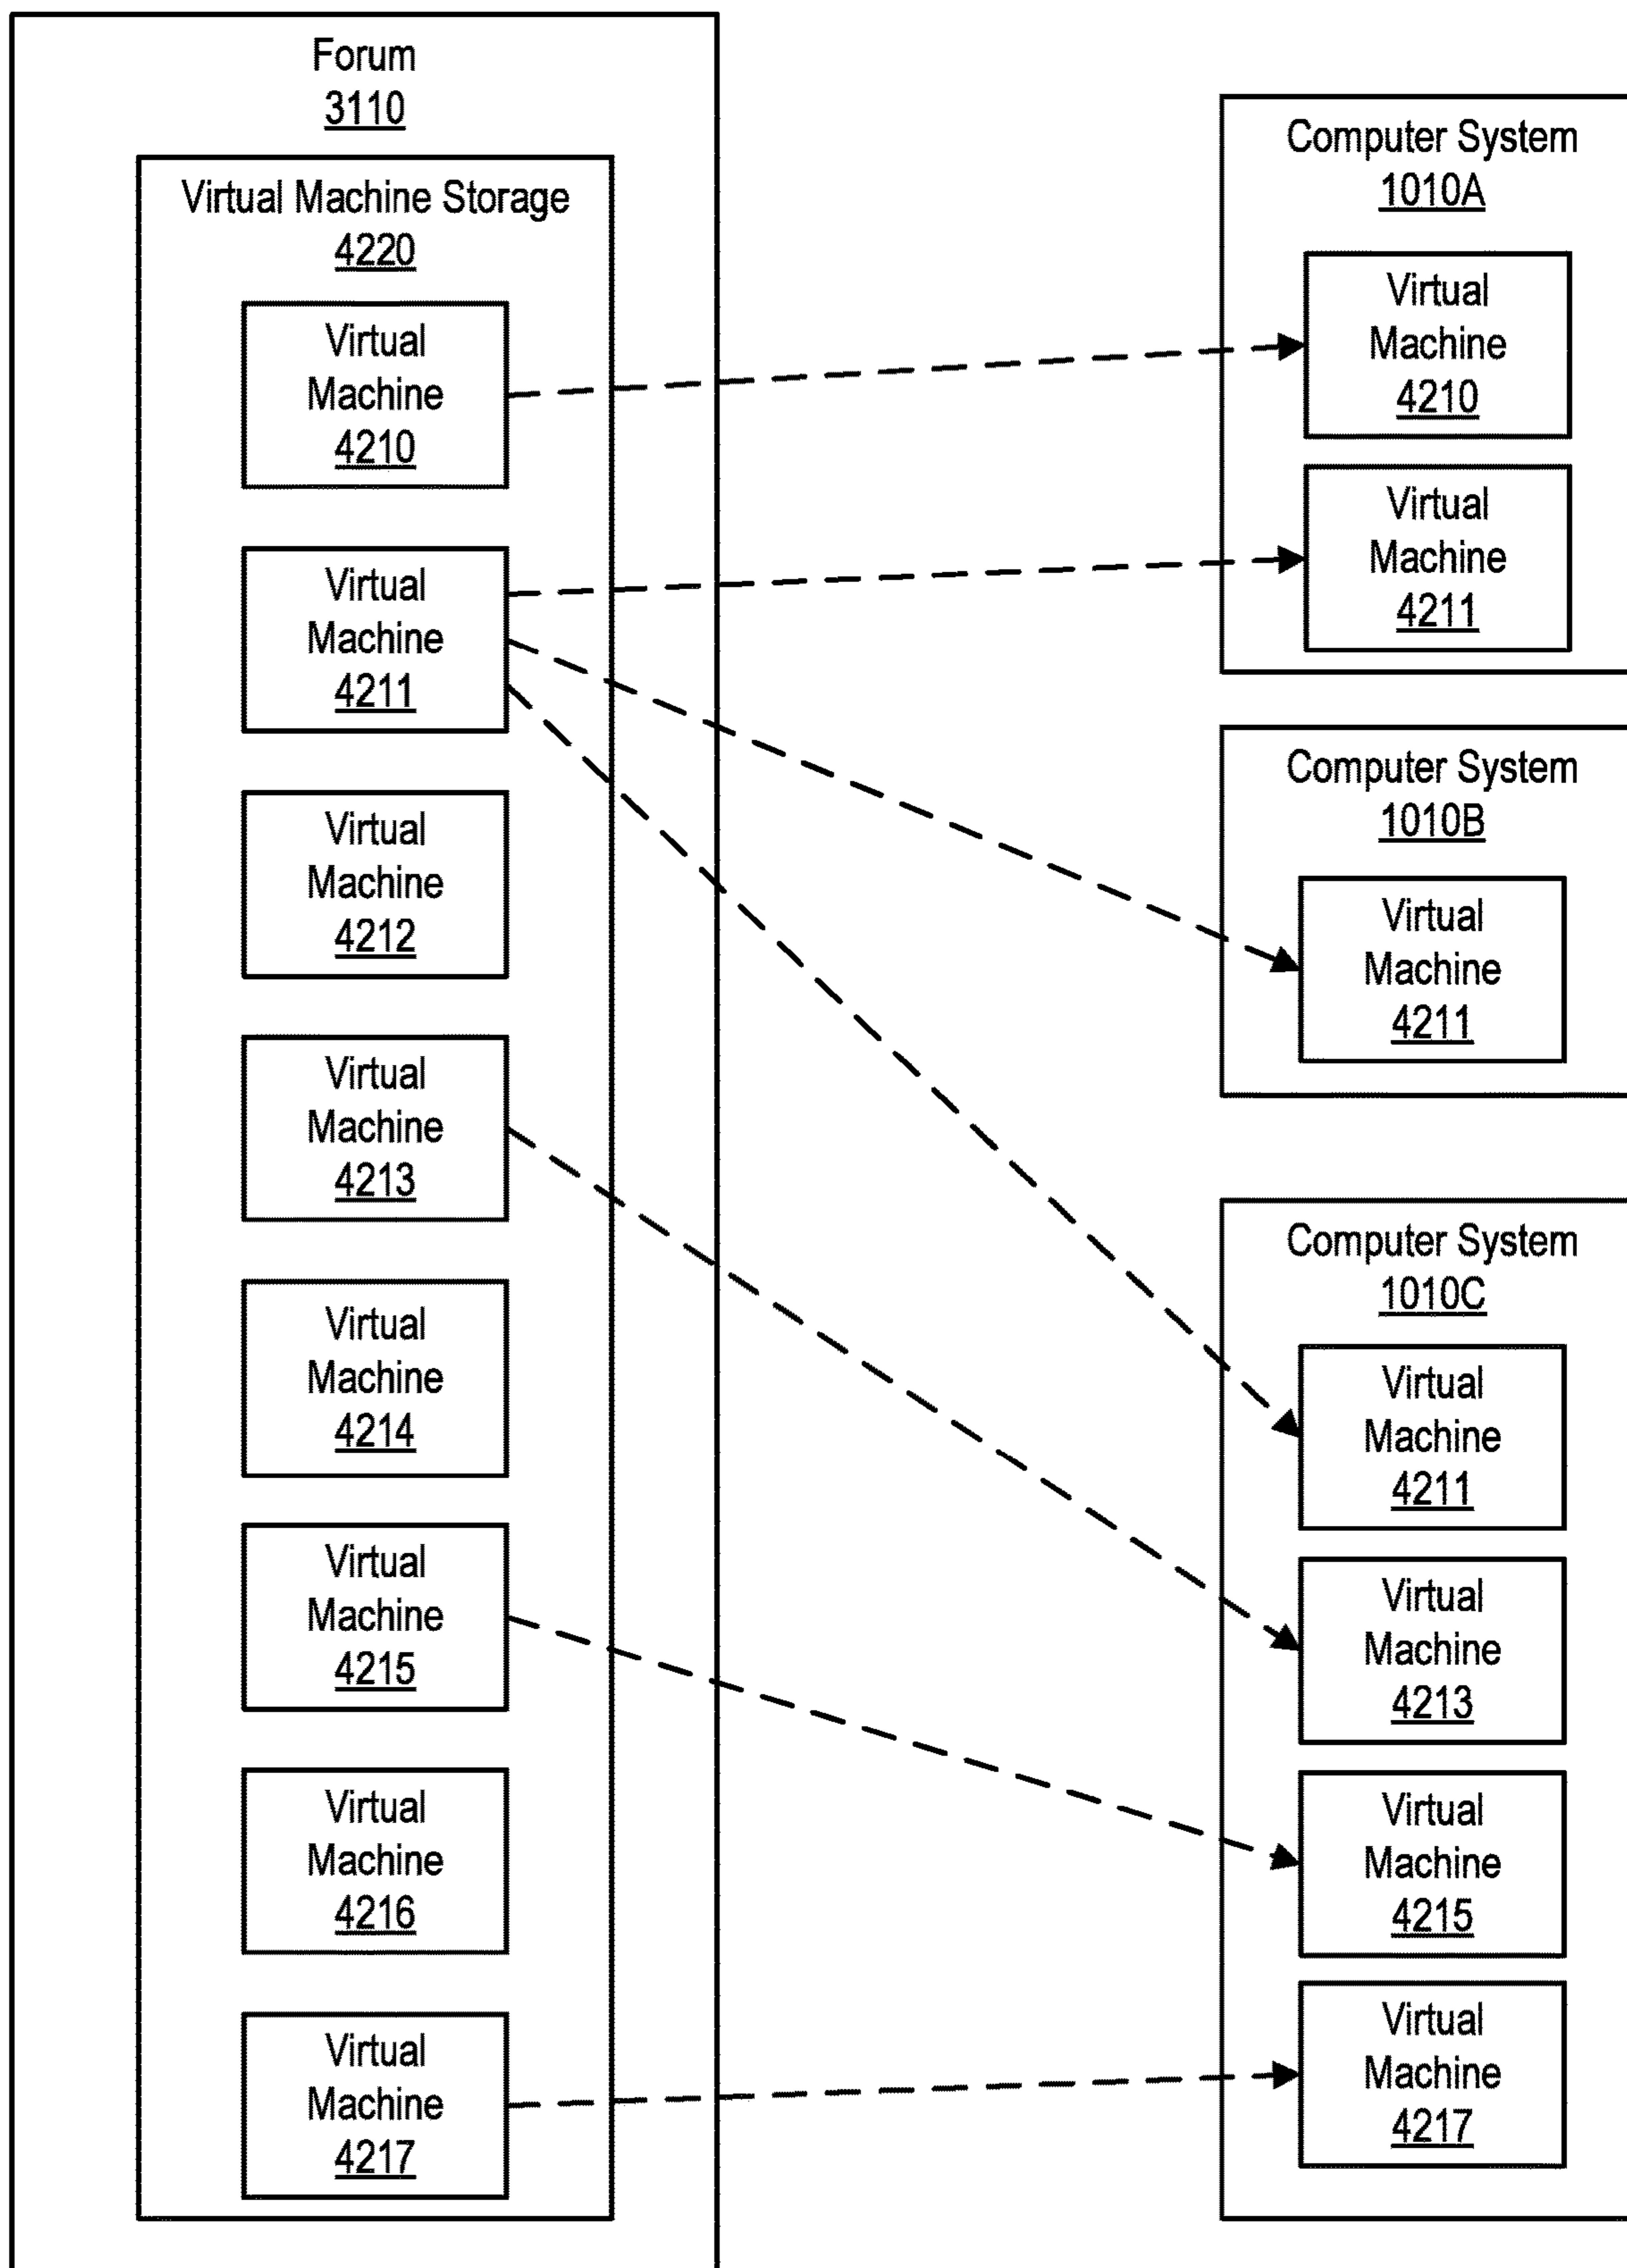 Forum
3110
Virtual Machine Storage
4220
Virtual
Machine
4210
Virtual
Machine
4211
Virtual
Machine
4212
Virtual
Machine
4213
Virtual
Machine
4214
Virtual
Machine
4215
Virtual
Machine
4216
Virtual
Machine
4217
Computer System
1010A
Virtual
Machine
4210
Virtual
Machine
4211
Computer System
1010B
Virtual
Machine
4211
Computer System
1010C
Virtual
Machine
4211
Virtual
Machine
4213
Virtual
Machine
4215
Virtual
Machine
4217